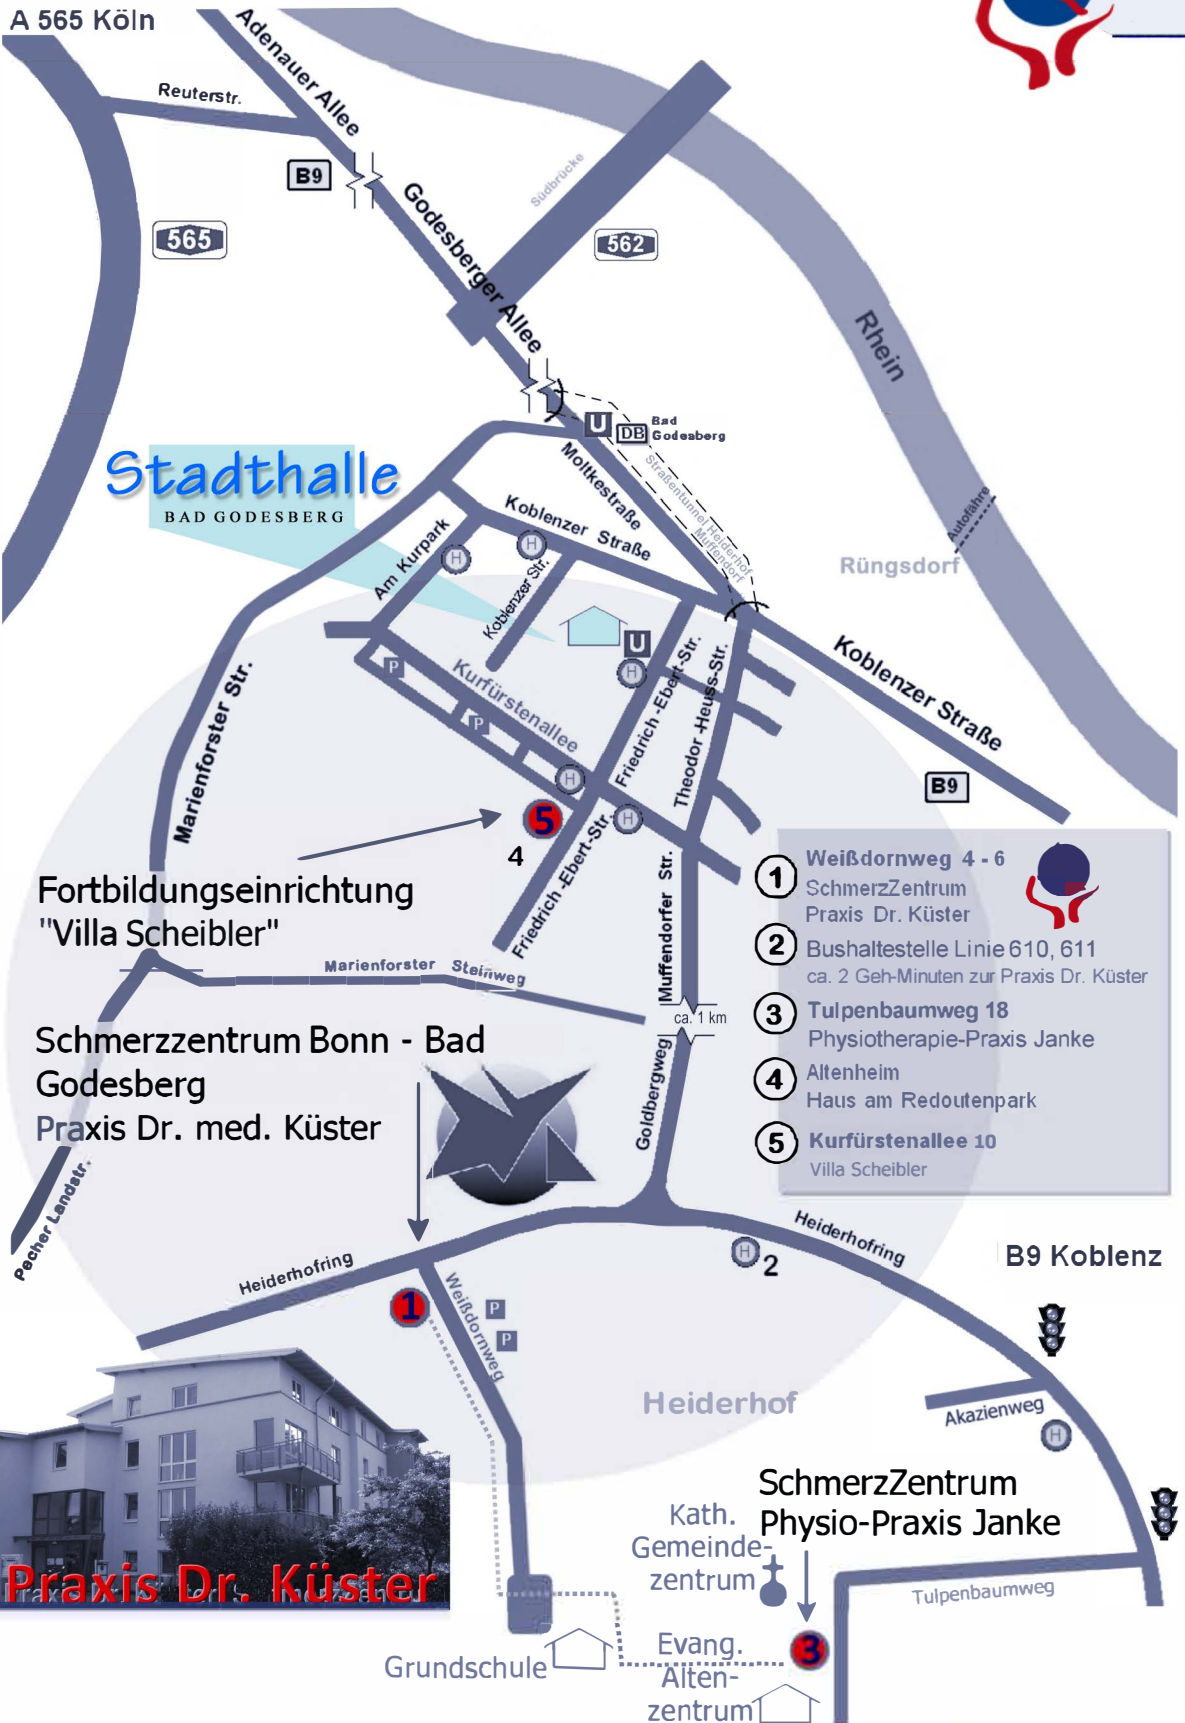 A 565 Köln
Adenauer Allee
Reuterstr.
B9
565
Godesberger Allee
Südbrücke
562
Rhein
U
DB
Bad
Godesberg
Stadthalle
BAD GODESBERG
Moltkestraße
Straßentunnel Heiderhof
Muffendorf
Koblenzer Straße
Am Kurpark
H
H
Koblenzer Str.
Autofähre
Rüngsdorf
U
H
P
Kurfürstenallee
P
Friedrich-Ebert-Str.
Theodor-Heuss-Str.
Koblenzer Straße
B9
Marienforster Str.
H
H
5
4
Friedrich-Ebert-Str.
Muffendorfer Str.
Fortbildungseinrichtung
"Villa Scheibler"
Marienforster Steinweg
ca. 1 km
1 Weißdornweg 4 - 6
SchmerzZentrum
Praxis Dr. Küster
2 Bushaltestelle Linie 610, 611
ca. 2 Geh-Minuten zur Praxis Dr. Küster
3 Tulpenbaumweg 18
Physiotherapie-Praxis Janke
4 Altenheim
Haus am Redoutenpark
5 Kurfürstenallee 10
Villa Scheibler
Schmerzzentrum Bonn - Bad
Godesberg
Praxis Dr. med. Küster
Goldbergweg
Pecher Landstr.
Heiderhofring
Heiderhofring
H 2
B9 Koblenz
1
Weißdornweg
P
P
Heiderhof
Akazienweg
H
Praxis Dr. Küster
SchmerzZentrum
Physio-Praxis Janke
Kath.
Gemeinde-
zentrum
Tulpenbaumweg
3
Grundschule
Evang.
Alten-
zentrum